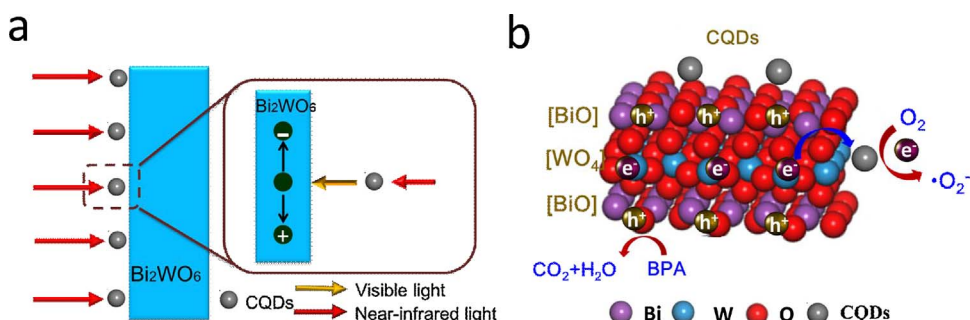 a
Bi₂WO₆
Bi₂WO₆
−
+
CQDs
Visible light
Near-infrared light
b
CQDs
[BiO]
h⁺ h⁺ h⁺
[WO₄]
e⁻ e⁻ e⁻
O₂
e⁻
·O₂⁻
[BiO]
h⁺ h⁺ h⁺
CO₂+H₂O BPA
Bi W O CQDs